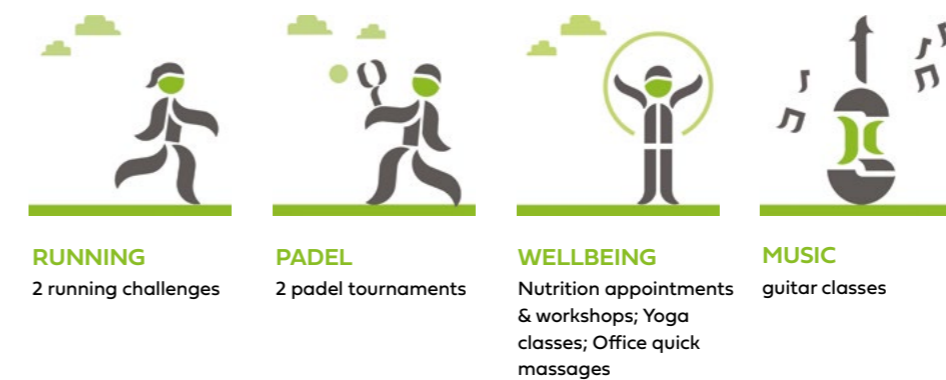 RUNNING
2 running challenges
PADEL
2 padel tournaments
WELLBEING
Nutrition appointments
& workshops; Yoga
classes; Office quick
massages
MUSIC
guitar classes